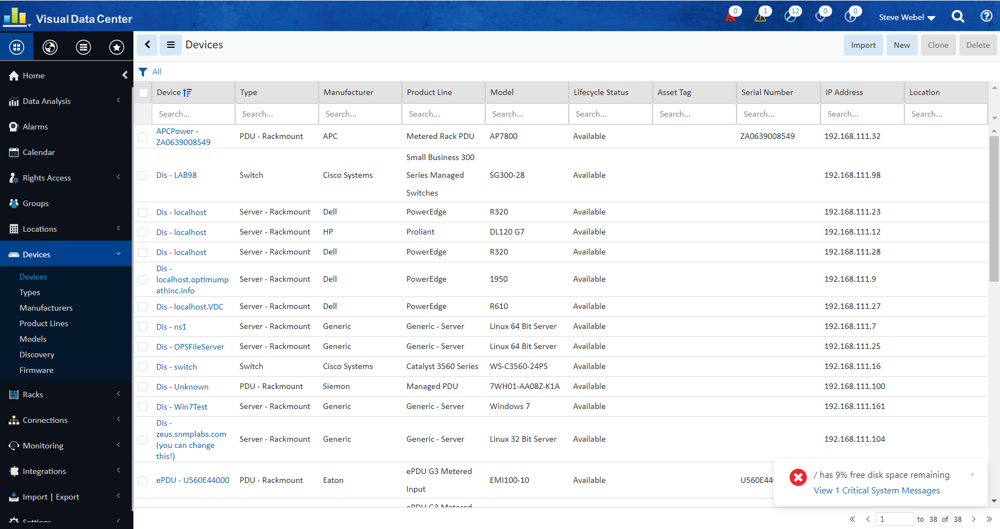 Visual Data Center
0
1
12
0
0
Steve Webel
Devices
Import
New
Clone
Delete
Home
Data Analysis
Alarms
26
Calendar
Rights Access
Groups
Locations
Devices
Devices
Types
Manufacturers
Product Lines
Models
Discovery
Firmware
Racks
Connections
Monitoring
Integrations
Import | Export
Settings
All
Device Type Manufacturer Product Line Model Lifecycle Status Asset Tag Serial Number IP Address Location
Search... Search... Search... Search... Search... Search... Search... Search... Search... Search...
APCPower -
ZA0639008549 PDU - Rackmount APC Metered Rack PDU AP7800 Available ZA0639008549 192.168.111.32
Small Business 300
Dis - LAB98 Switch Cisco Systems Series Managed SG300-28 Available 192.168.111.98
Switches
Dis - localhost Server - Rackmount Dell PowerEdge R320 Available 192.168.111.23
Dis - localhost Server - Rackmount HP Proliant DL120 G7 Available 192.168.111.12
Dis - localhost Server - Rackmount Dell PowerEdge R320 Available 192.168.111.28
Dis -
localhost.optimump Server - Rackmount Dell PowerEdge 1950 Available 192.168.111.9
athinc.info
Dis - localhost.VDC Server - Rackmount Dell PowerEdge R610 Available 192.168.111.27
Dis - ns1 Server - Rackmount Generic Generic - Server Linux 64 Bit Server Available 192.168.111.7
Dis - OPSFileServer Server - Rackmount Generic Generic - Server Linux 64 Bit Server Available 192.168.111.25
Dis - switch Switch Cisco Systems Catalyst 3560 Series WS-C3560-24PS Available 192.168.111.16
Dis - Unknown PDU - Rackmount Siemon Managed PDU 7WH01-AA08Z-K1A Available 192.168.111.100
Dis - Win7Test Server - Rackmount Generic Generic - Server Windows 7 Available 192.168.111.161
Dis -
zeus.snmplabs.com
(you can change Server - Rackmount Generic Generic - Server Linux 32 Bit Server Available 192.168.111.104
this!)
ePDU G3 Metered
ePDU - U560E44000 PDU - Rackmount Eaton EMI100-10 Available U560E44
Input
ePDU G3 Metered
/ has 9% free disk space remaining
×
View 1 Critical System Messages
« ‹ 1 to 38 of 38 › »